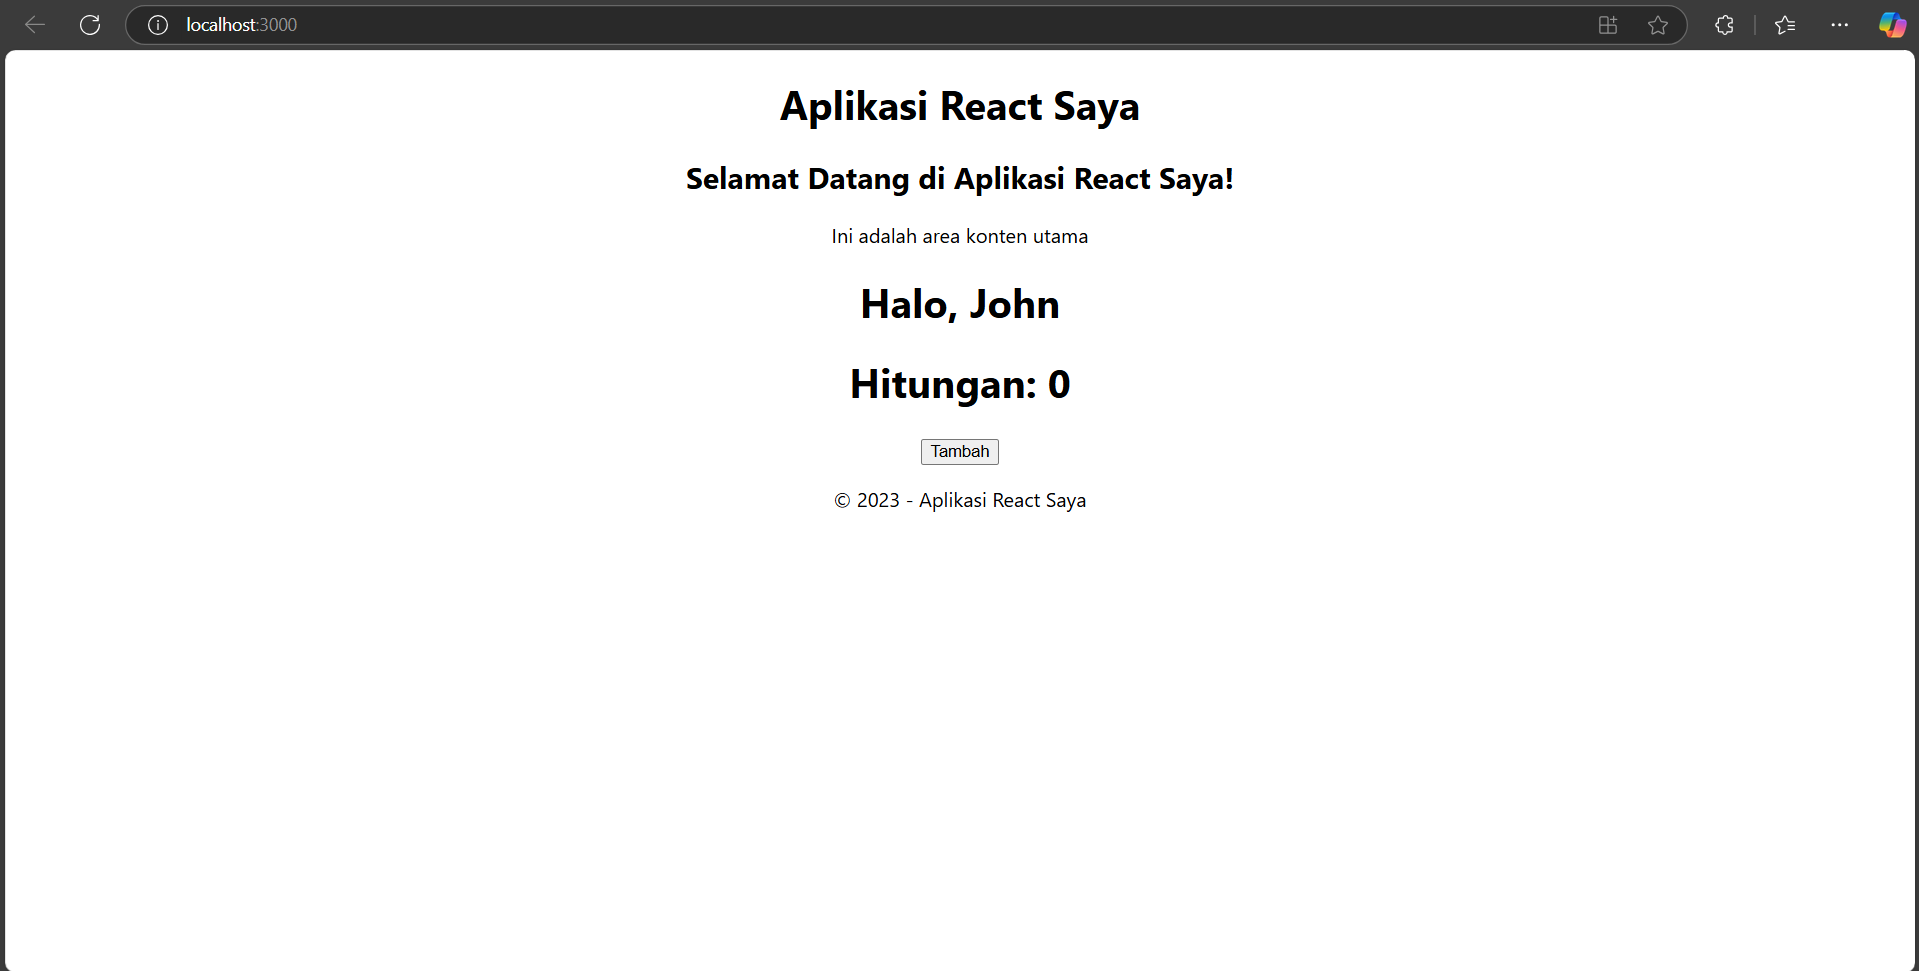 localhost:3000
Aplikasi React Saya
Selamat Datang di Aplikasi React Saya!
Ini adalah area konten utama
Halo, John
Hitungan: 0
Tambah
© 2023 - Aplikasi React Saya